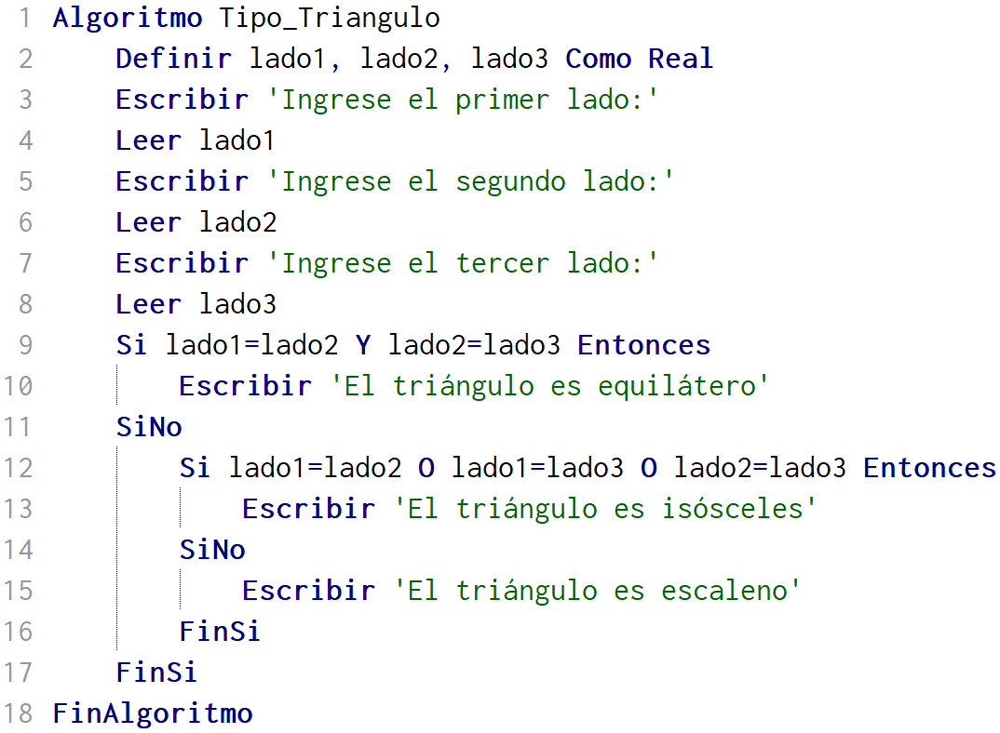 1 Algoritmo Tipo_Triangulo
2 Definir lado1, lado2, lado3 Como Real
3 Escribir 'Ingrese el primer lado:'
4 Leer lado1
5 Escribir 'Ingrese el segundo lado:'
6 Leer lado2
7 Escribir 'Ingrese el tercer lado:'
8 Leer lado3
9 Si lado1=lado2 Y lado2=lado3 Entonces
10 Escribir 'El triángulo es equilátero'
11 SiNo
12 Si lado1=lado2 O lado1=lado3 O lado2=lado3 Entonces
13 Escribir 'El triángulo es isósceles'
14 SiNo
15 Escribir 'El triángulo es escaleno'
16 FinSi
17 FinSi
18 FinAlgoritmo